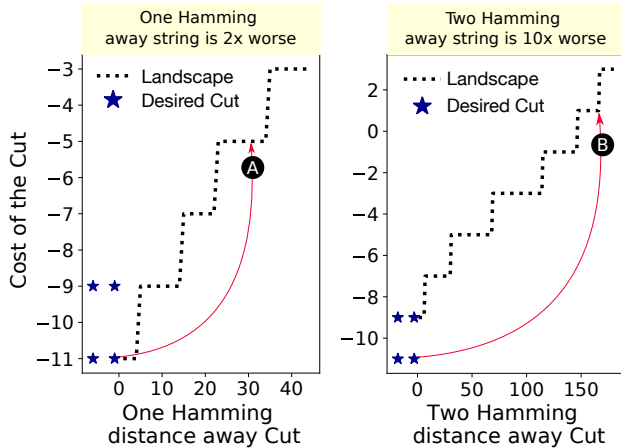 One Hamming
away string is 2x worse
Two Hamming
away string is 10x worse
Cost of the Cut
−3
−4
−5
−6
−7
−8
−9
−10
−11
Landscape
Desired Cut
A
0
10
20
30
40
One Hamming
distance away Cut
2
0
−2
−4
−6
−8
−10
Landscape
Desired Cut
B
0
50
100
150
Two Hamming
distance away Cut